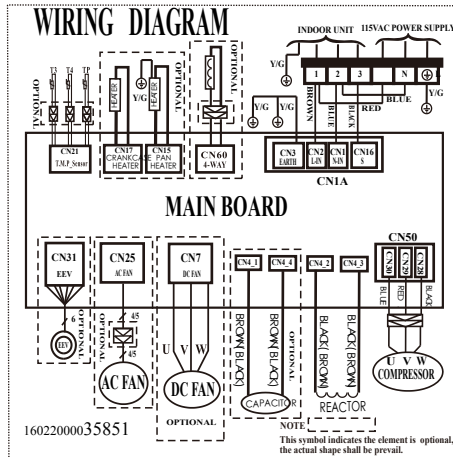 WIRING DIAGRAM
INDOOR UNIT
115VAC POWER SUPPLY
T3 T4 T.P
OPTIONAL
HEATER
Y/G
HEATER
OPTIONAL
OPTIONAL
Y/G
1 2 3 N
Y/G
BLUE
RED
Y/G Y/G
BROWN
BLUE
BLACK
CN21
T.M.P_Sensor
CN17
CRANKCASE
HEATER
CN15
PAN
HEATER
CN60
4-WAY
CN3
EARTH
CN2
L-IN
CN1
N-IN
CN16
S
CN1A
MAIN BOARD
CN31
EEV
CN25
AC FAN
CN7
DC FAN
CN4_1
CN4_4
CN4_2
CN4_3
CN50
CN30
CN29
CN28
BLUE
RED
BLACK
6
EEV
OPTIONAL
4/5
4/5
OPTIONAL
AC FAN
U V W
DC FAN
OPTIONAL
BROWN(BLACK)
BROWN(BLACK)
OPTIONAL
CAPACITOR
BLACK(BROWN)
BLACK(BROWN)
REACTOR
U V W
COMPRESSOR
16022000035851
NOTE
This symbol indicates the element is optional,
the actual shape shall be prevail.